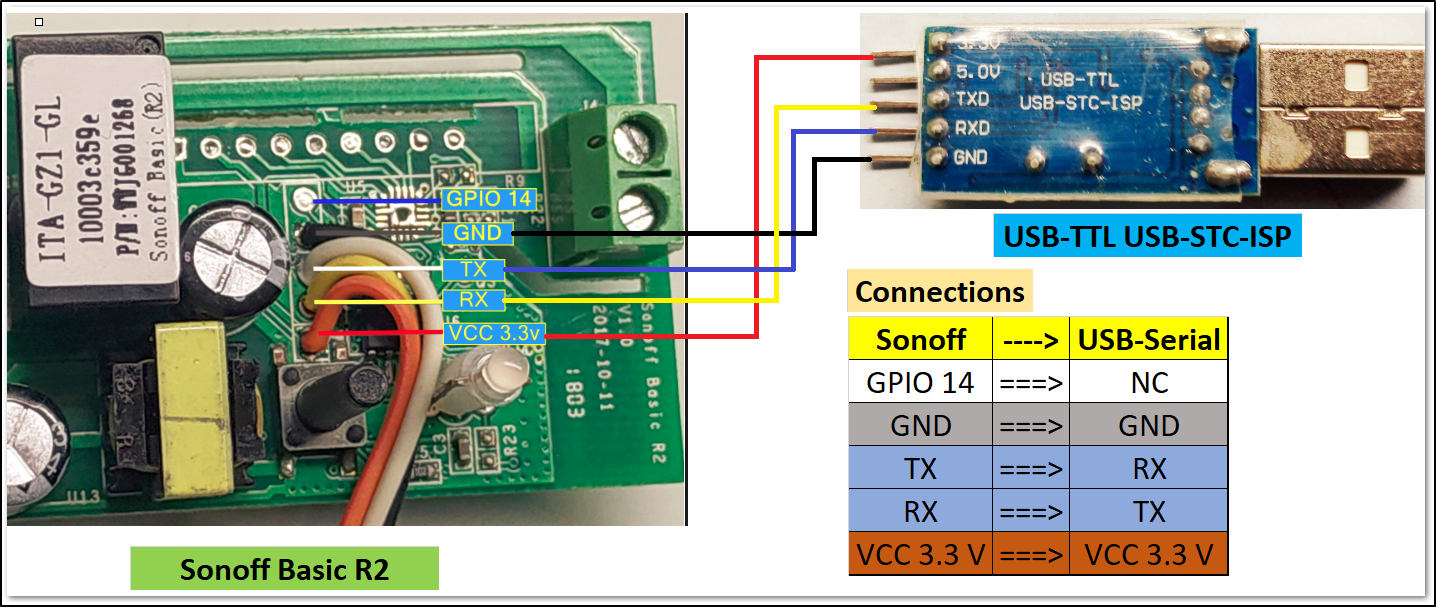 ITA-GZ1-GL
10003c359e
Sonoff Basic (R2)
J4
U5
R9
GPIO 14
GND
TX
RX
VCC 3.3v
Sonoff Basic R2
V1.0
2017-10-11
1803
C3
R23
U13
Sonoff Basic R2
3.3V
5.0V
TXD
RXD
GND
USB-TTL
USB-STC-ISP
USB-TTL USB-STC-ISP
Connections
Sonoff ----> USB-Serial
GPIO 14 ===> NC
GND ===> GND
TX ===> RX
RX ===> TX
VCC 3.3 V ===> VCC 3.3 V